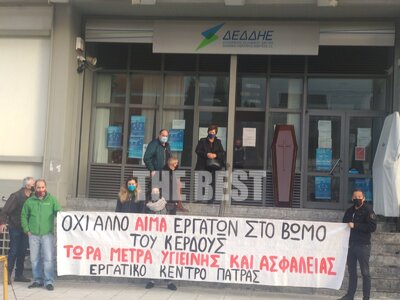 ΔΕΔΔΗΕ
THE BEST
ΟΧΙ ΑΛΛΟ ΑΙΜΑ ΕΡΓΑΤΩΝ ΣΤΟ ΒΩΜΟ
ΤΟΥ ΚΕΡΔΟΥΣ
ΤΩΡΑ ΜΕΤΡΑ ΥΓΙΕΙΝΗΣ ΚΑΙ ΑΣΦΑΛΕΙΑΣ
ΕΡΓΑΤΙΚΟ ΚΕΝΤΡΟ ΠΑΤΡΑΣ